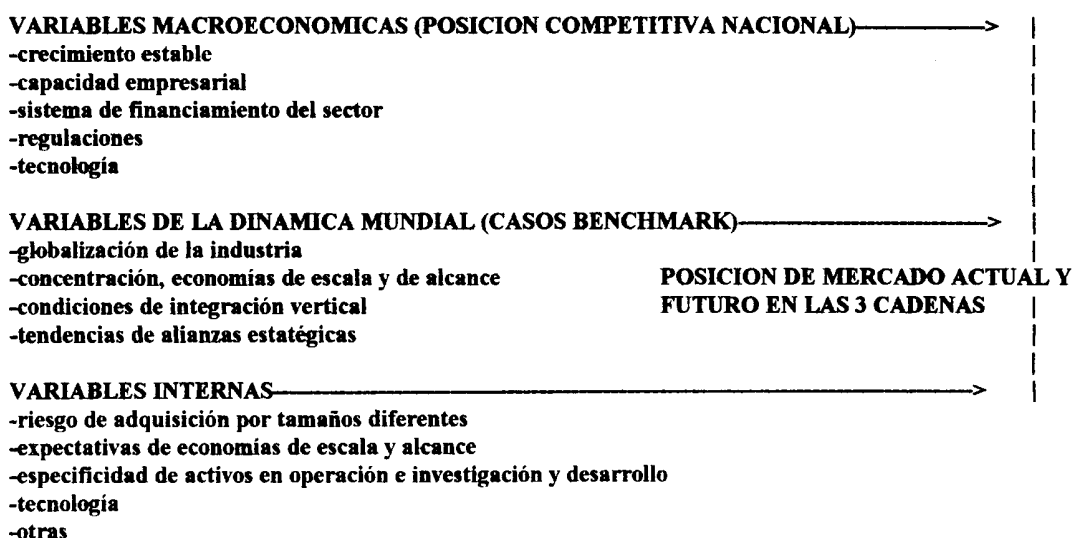 VARIABLES MACROECONOMICAS (POSICION COMPETITIVA NACIONAL)
-crecimiento estable
-capacidad empresarial
-sistema de financiamiento del sector
-regulaciones
-tecnología
VARIABLES DE LA DINAMICA MUNDIAL (CASOS BENCHMARK)
-globalización de la industria
-concentración, economías de escala y de alcance
-condiciones de integración vertical
-tendencias de alianzas estatégicas
POSICION DE MERCADO ACTUAL Y
FUTURO EN LAS 3 CADENAS
VARIABLES INTERNAS
-riesgo de adquisición por tamaños diferentes
-expectativas de economías de escala y alcance
-especificidad de activos en operación e investigación y desarrollo
-tecnología
-otras